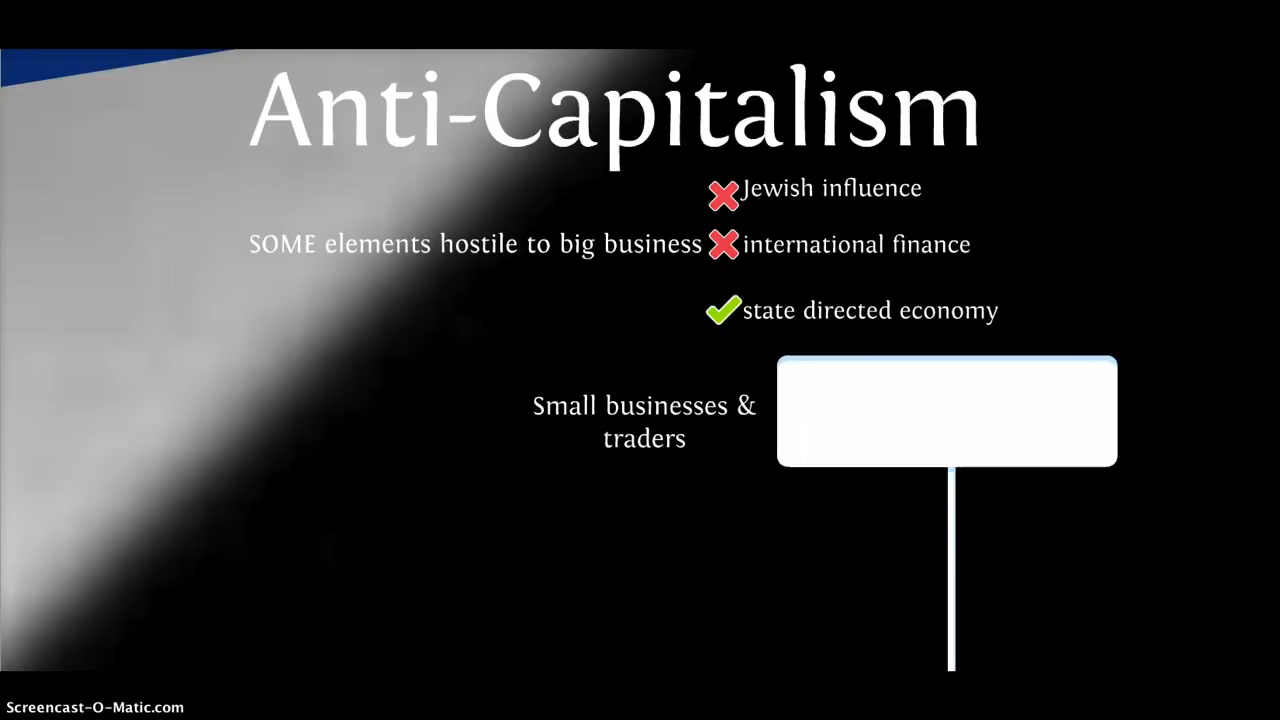 Anti-Capitalism
Jewish influence
SOME elements hostile to big business
international finance
state directed economy
Small businesses &
traders
Screencast-O-Matic.com